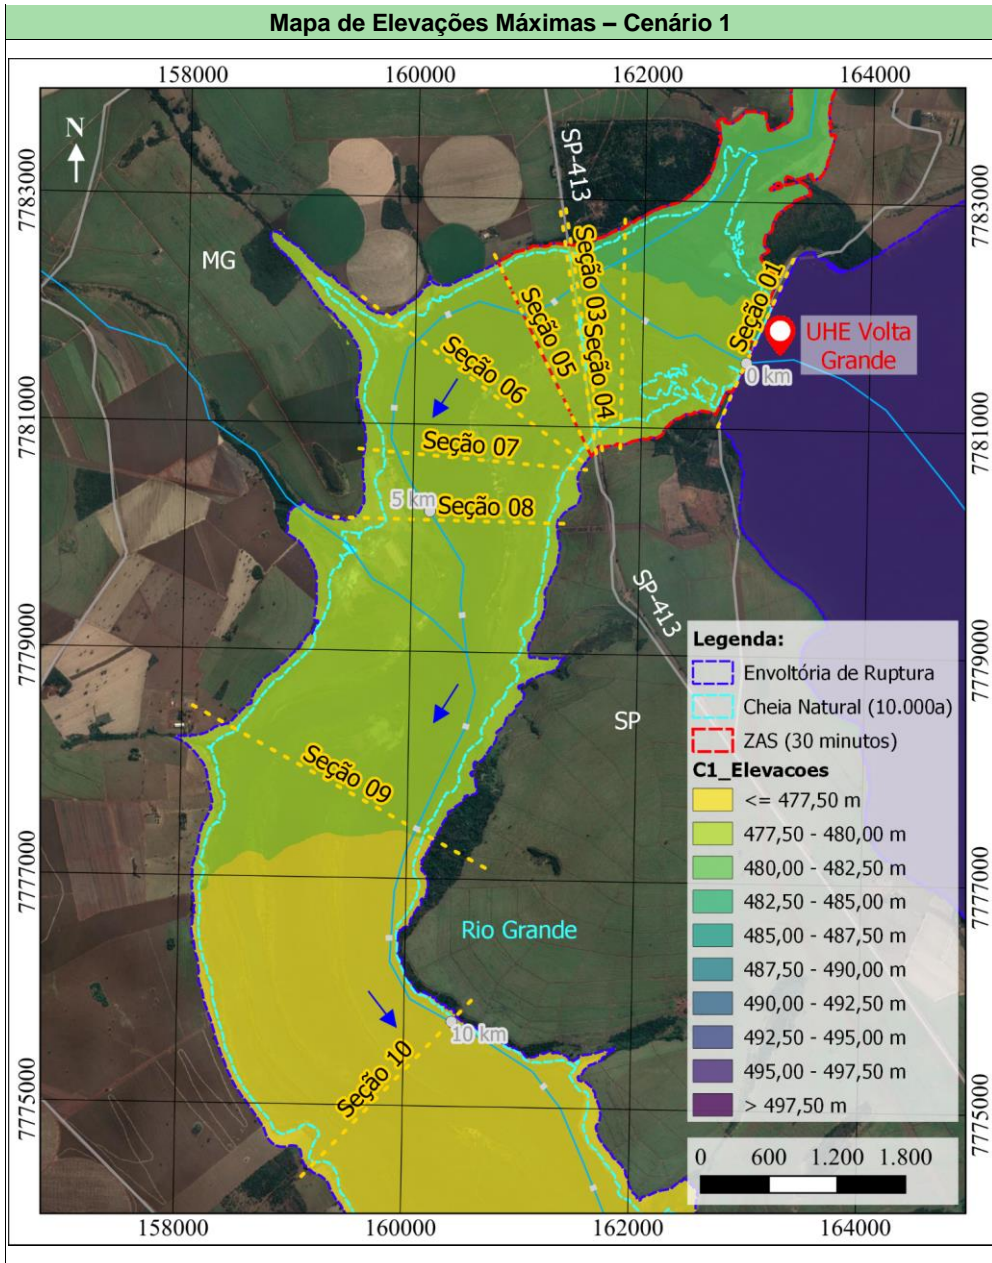 Mapa de Elevações Máximas – Cenário 1
158000
160000
162000
164000
N
SP-413
7783000
7783000
MG
Seção 01
Seção 03
Seção 04
Seção 05
UHE Volta
Grande
0 km
Seção 06
7781000
7781000
Seção 07
5 km
Seção 08
SP-413
7779000
7779000
Legenda:
Envoltória de Ruptura
Cheia Natural (10.000a)
ZAS (30 minutos)
C1_Elevacoes
<= 477,50 m
477,50 - 480,00 m
480,00 - 482,50 m
482,50 - 485,00 m
485,00 - 487,50 m
487,50 - 490,00 m
490,00 - 492,50 m
492,50 - 495,00 m
495,00 - 497,50 m
> 497,50 m
SP
Seção 09
7777000
7777000
Rio Grande
10 km
Seção 10
7775000
7775000
0 600 1.200 1.800
158000
160000
162000
164000